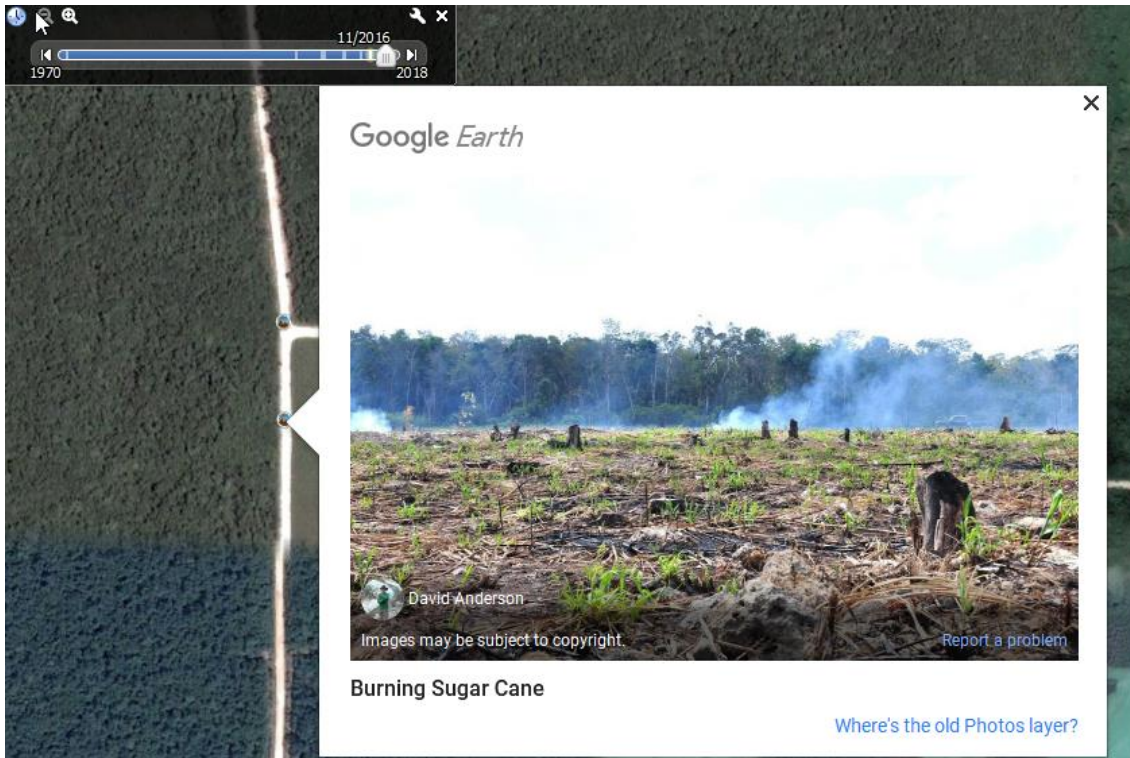 11/2016
1970
2018
Google Earth
David Anderson
Images may be subject to copyright.
Report a problem
Burning Sugar Cane
Where's the old Photos layer?